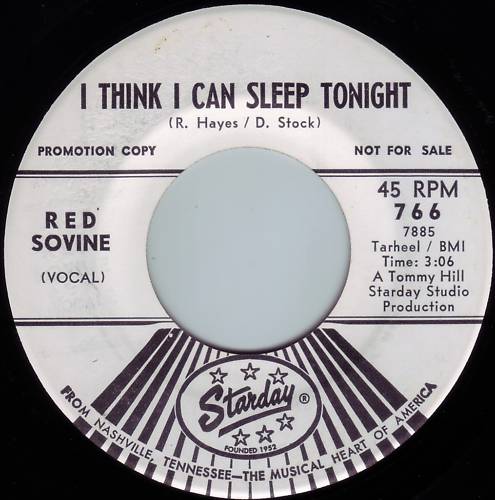 I THINK I CAN SLEEP TONIGHT
(R. Hayes / D. Stock)
PROMOTION COPY
NOT FOR SALE
RED
SOVINE
(VOCAL)
45 RPM
766
7885
Tarheel / BMI
Time: 3:06
A Tommy Hill
Starday Studio
Production
Starday ®
FOUNDED 1952
FROM NASHVILLE, TENNESSEE—THE MUSICAL HEART OF AMERICA